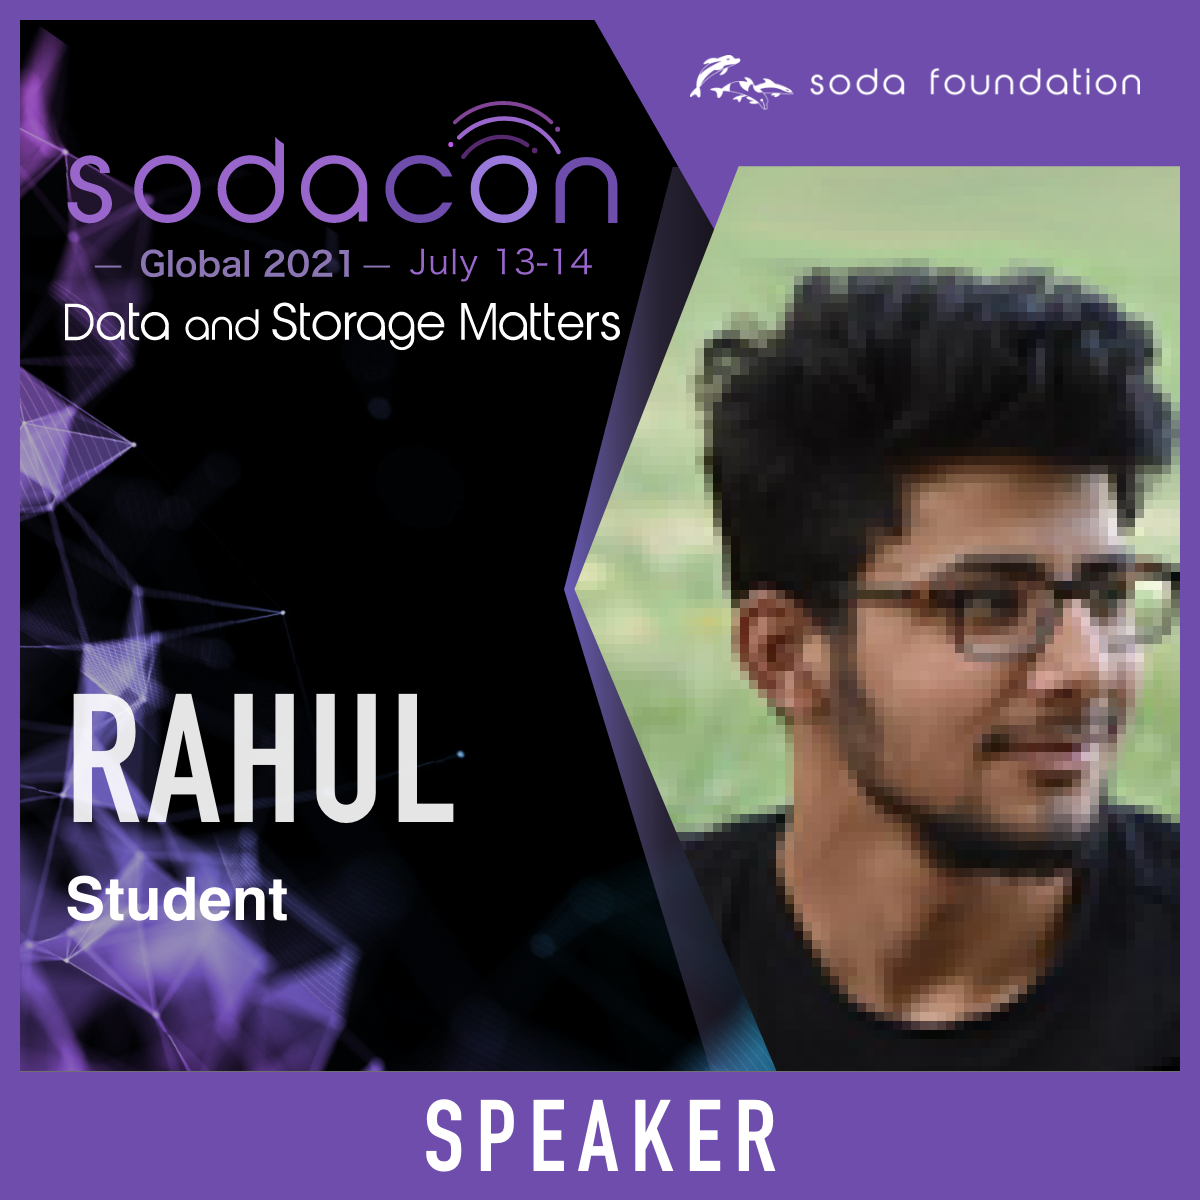 soda foundation
sodacon
— Global 2021 — July 13-14
Data and Storage Matters
RAHUL
Student
SPEAKER